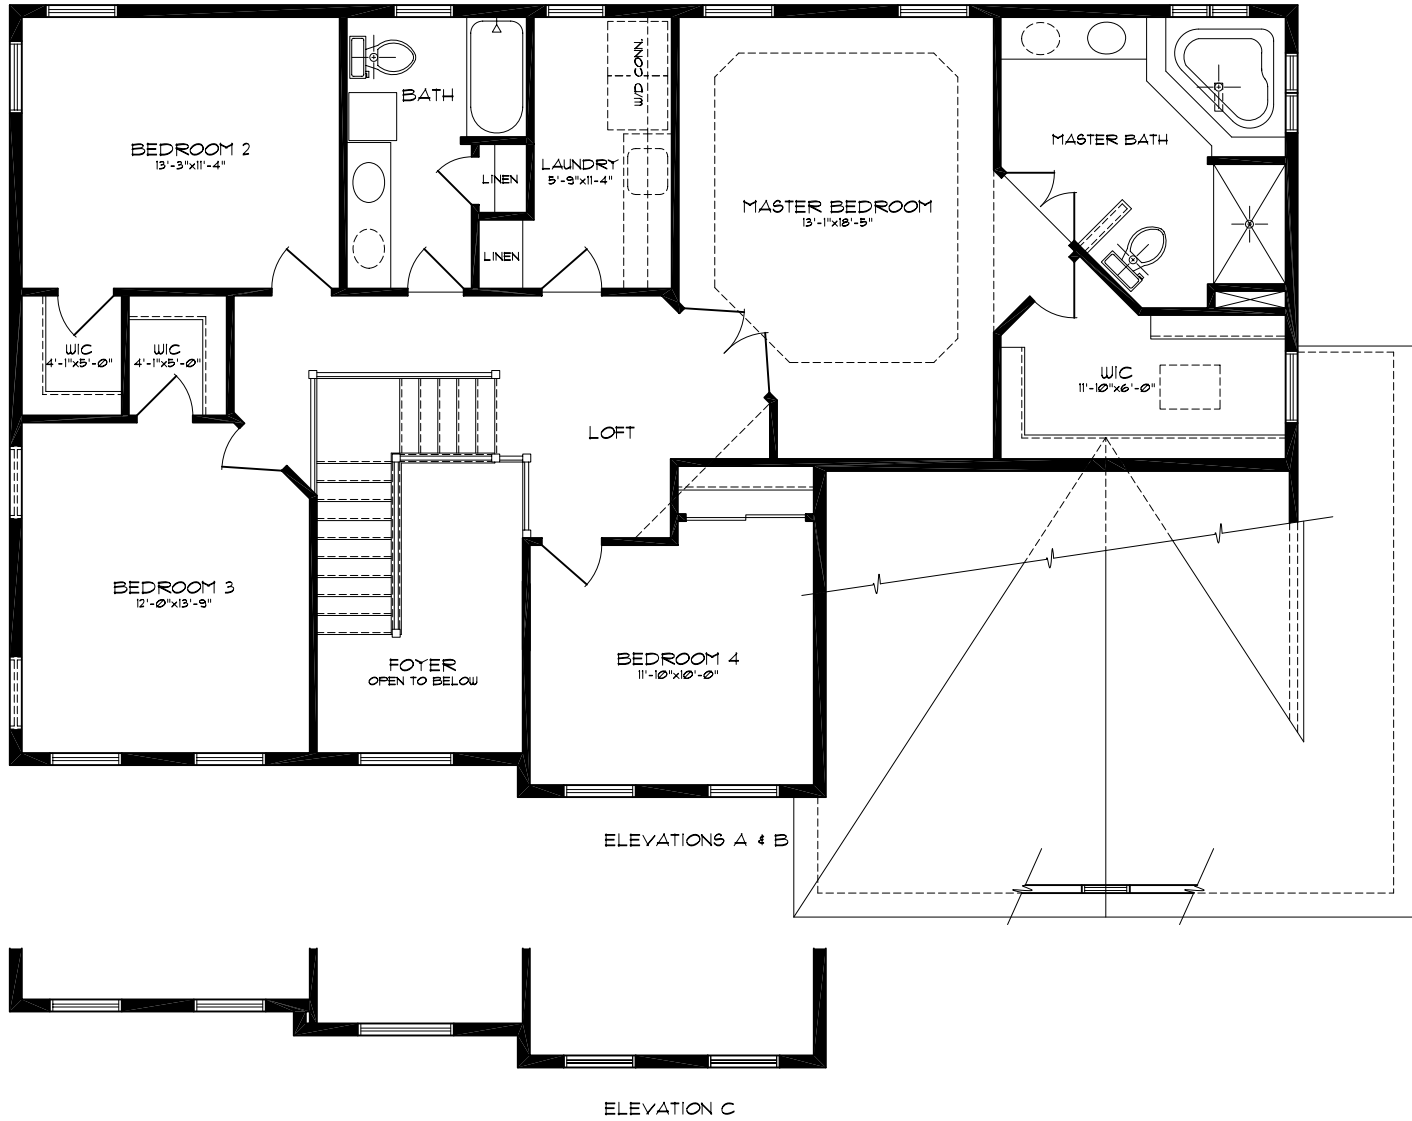 BATH
W/D CONN.
BEDROOM 2
13'-3"x11'-4"
LINEN
LAUNDRY
5'-9"x11-4"
MASTER BATH
MASTER BEDROOM
13'-1"x18'-5"
LINEN
WIC
4'-1"x5'-0"
WIC
4'-1"x5'-0"
WIC
11'-10"x6'-0"
LOFT
BEDROOM 3
12'-0"x13'-9"
FOYER
OPEN TO BELOW
BEDROOM 4
11'-10"x10'-0"
ELEVATIONS A & B
ELEVATION C